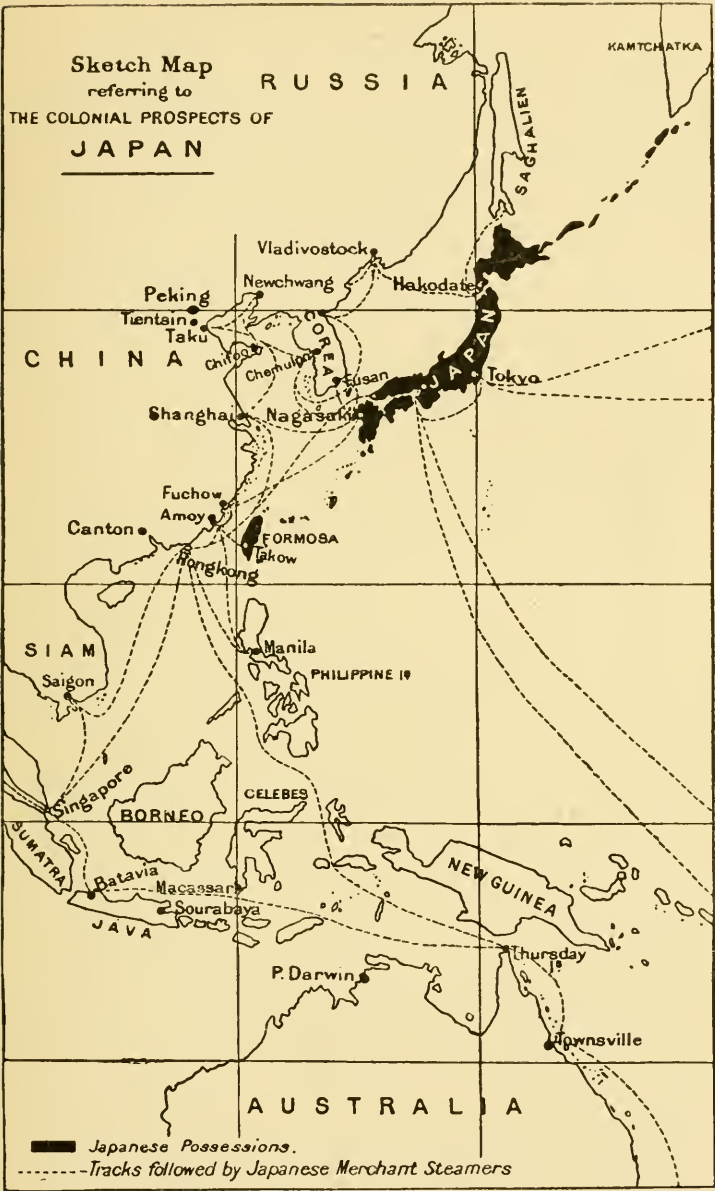 Sketch Map
referring to
THE COLONIAL PROSPECTS OF
JAPAN
RUSSIA
KAMTCHATKA
SAGHALIEN
Vladivostock
Newchwang
Hakodate
Peking
Tientsin
Taku
COREA
CHINA
Chifoo
Chemulpo
Fusan
JAPAN
Tokyo
Shanghai
Nagasaki
Fuchow
Amoy
Canton
FORMOSA
Takow
Hongkong
SIAM
Manila
Saigon
PHILIPPINE IS
Singapore
BORNEO
CELEBES
SUMATRA
NEW GUINEA
Batavia
Macassar
Sourabaya
JAVA
Thursday
Is
P. Darwin
Townsville
AUSTRALIA
Japanese Possessions.
Tracks followed by Japanese Merchant Steamers